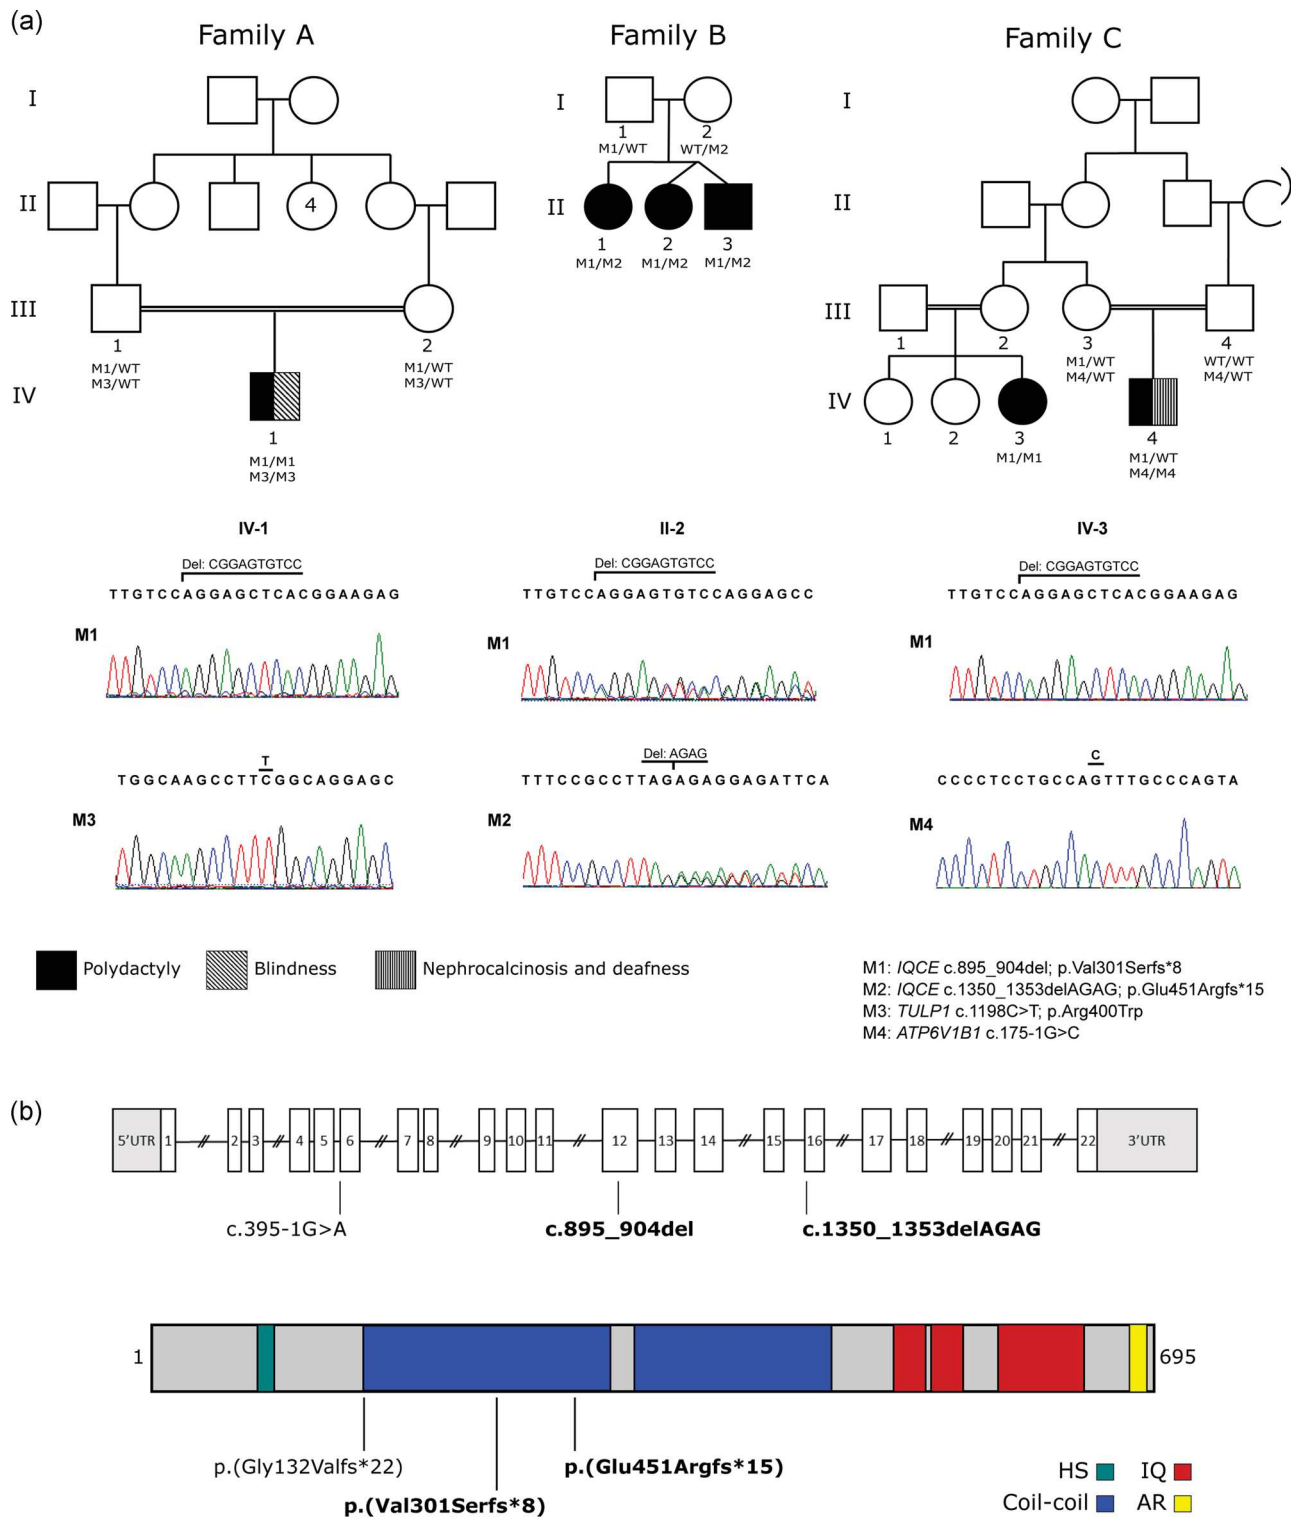 (a)
Family A
Family B
Family C
I
I
I
1
2
M1/WT
WT/M2
II
4
II
II
1
2
3
M1/M2
M1/M2
M1/M2
III
III
1
2
1
2
3
4
M1/WT
M1/WT
M1/WT
WT/WT
M3/WT
M3/WT
M4/WT
M4/WT
IV
IV
1
1
2
3
4
M1/M1
M1/M1
M1/WT
M3/M3
M4/M4
IV-1
II-2
IV-3
Del: CGGAGTGTCC
Del: CGGAGTGTCC
Del: CGGAGTGTCC
TTGTCCAGGAGCTCACGGAAGAG
TTGTCCAGGAGTGTCCAGGAGCC
TTGTCCAGGAGCTCACGGAAGAG
M1
M1
M1
T
Del: AGAG
C
TGGCAAGCCTTCGGCAGGAGC
TTTCCGCCTTAGAGAGGAGATTCA
CCCCTCCTGCCAGTTTGCCCAGTA
M3
M2
M4
Polydactyly
Blindness
Nephrocalcinosis and deafness
M1: IQCE c.895_904del; p.Val301Serfs*8
M2: IQCE c.1350_1353delAGAG; p.Glu451Argfs*15
M3: TULP1 c.1198C>T; p.Arg400Trp
M4: ATP6V1B1 c.175-1G>C
(b)
5'UTR 1 2 3 4 5 6 7 8 9 10 11 12 13 14 15 16 17 18 19 20 21 22 3'UTR
c.395-1G>A
c.895_904del
c.1350_1353delAGAG
1
695
p.(Gly132Valfs*22)
p.(Glu451Argfs*15)
p.(Val301Serfs*8)
HS
IQ
Coil-coil
AR